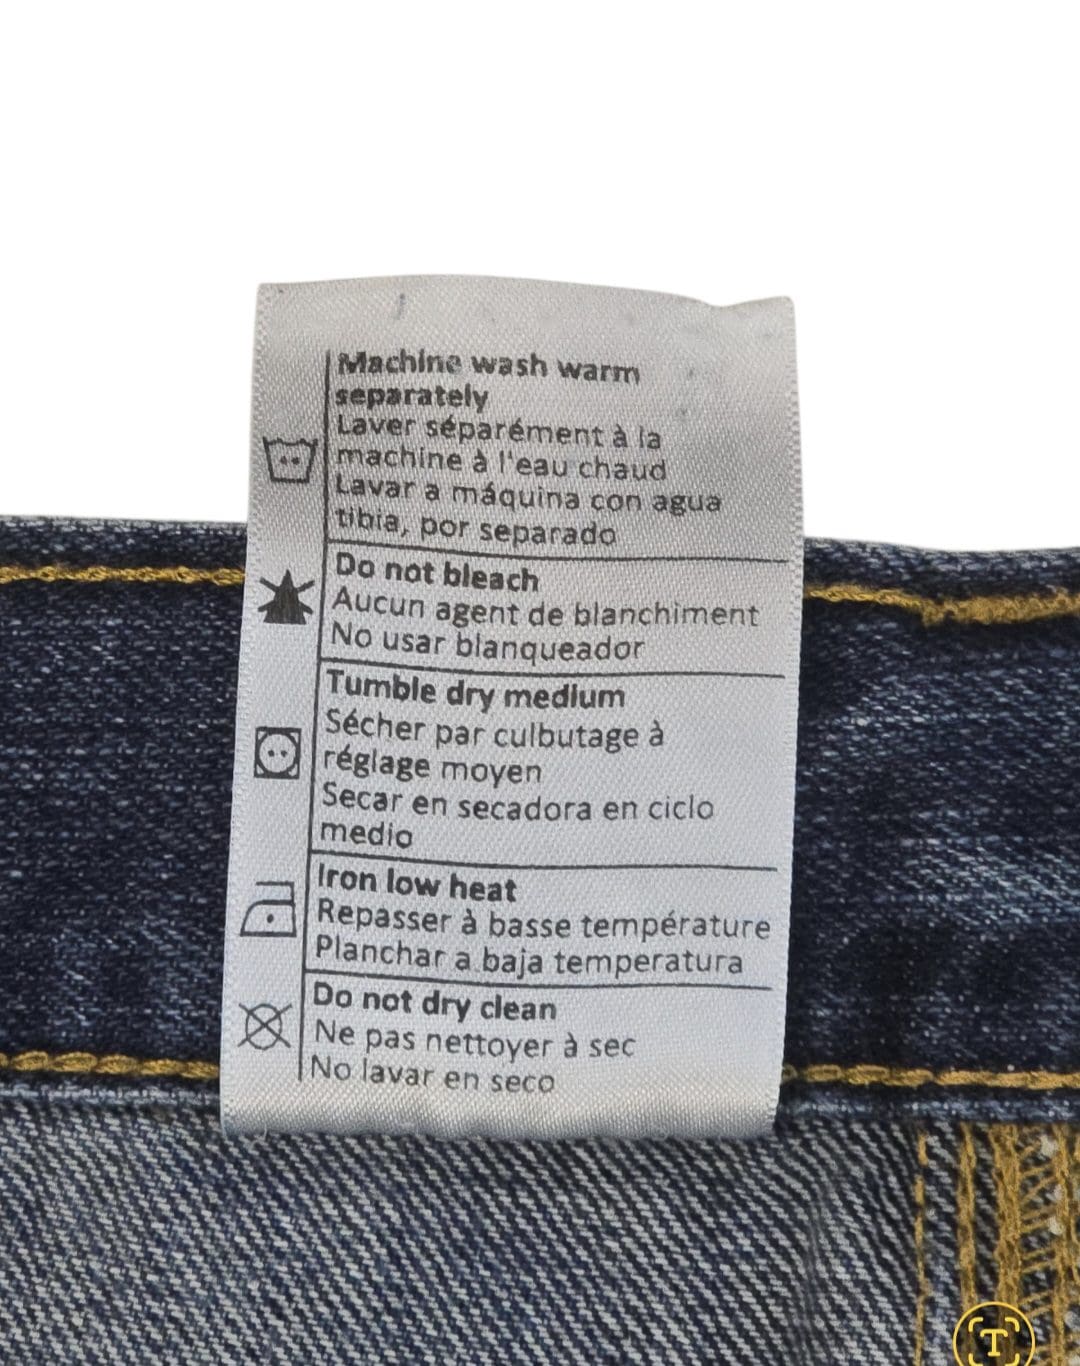 Machine wash warm
separately
Laver séparément à la
machine à l'eau chaud
Lavar a máquina con agua
tibia, por separado
Do not bleach
Aucun agent de blanchiment
No usar blanqueador
Tumble dry medium
Sécher par culbutage à
réglage moyen
Secar en secadora en ciclo
medio
Iron low heat
Repasser à basse température
Planchar a baja temperatura
Do not dry clean
Ne pas nettoyer à sec
No lavar en seco
T